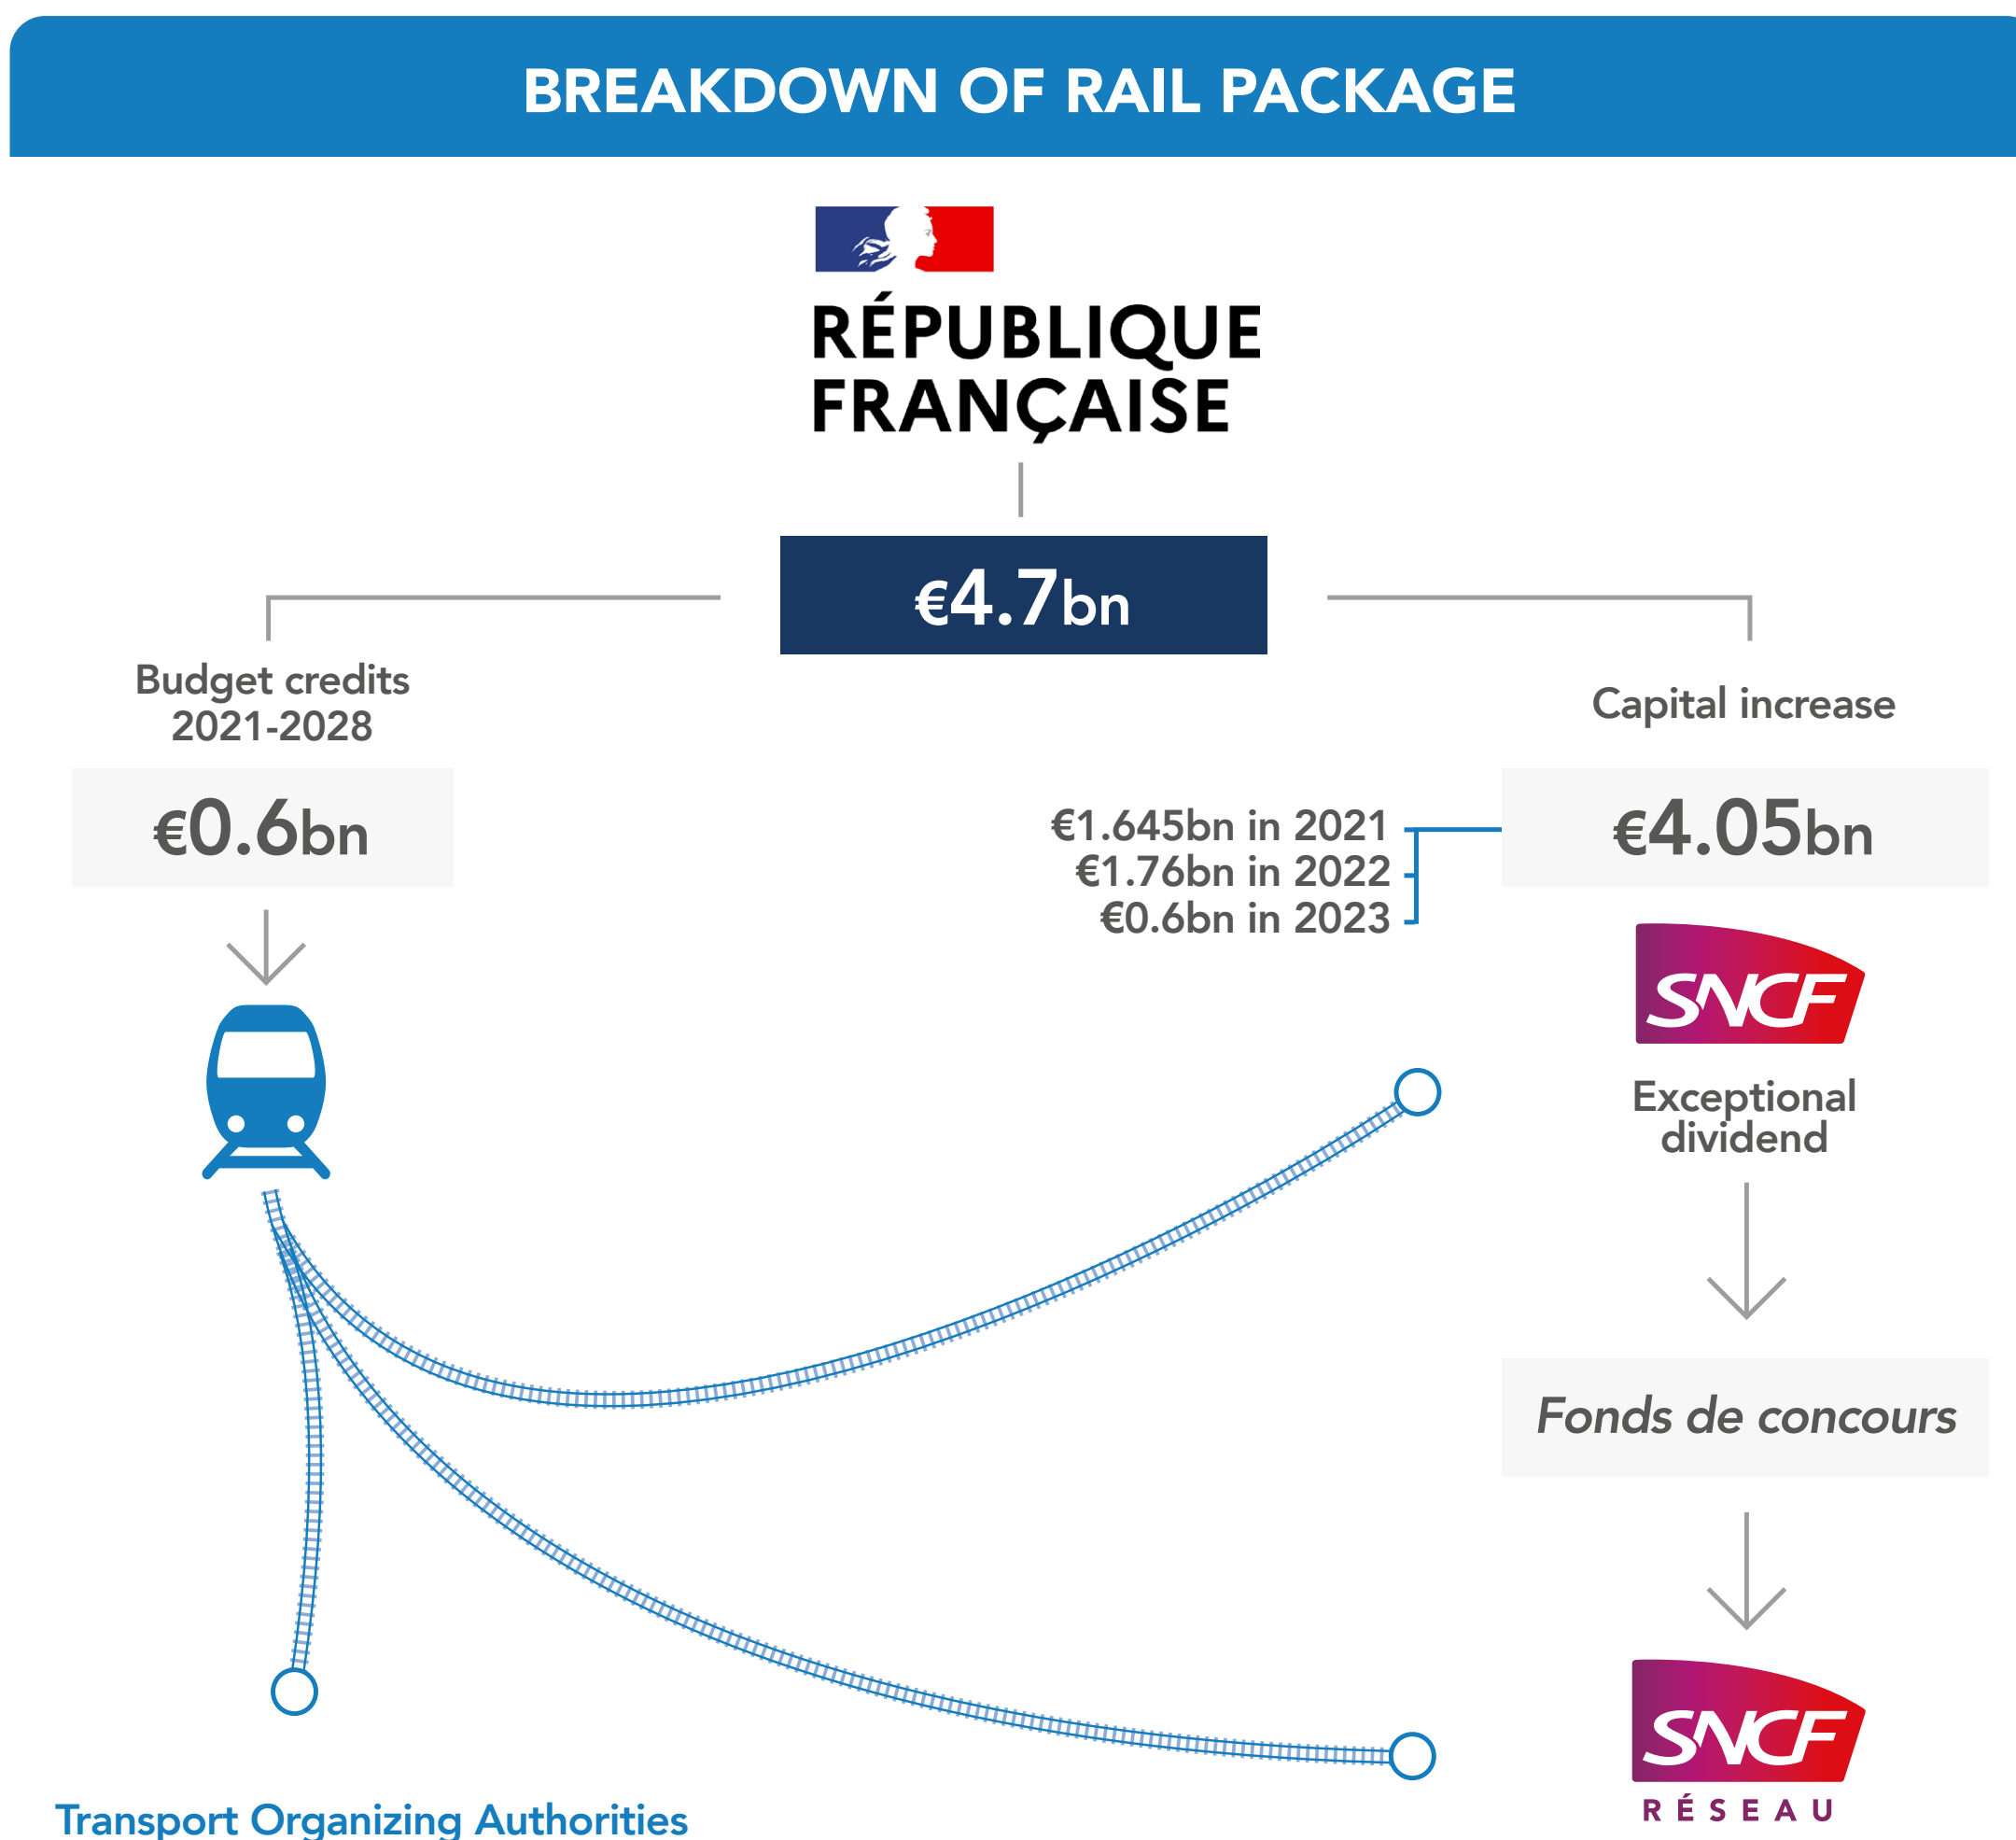 BREAKDOWN OF RAIL PACKAGE
RÉPUBLIQUE
FRANÇAISE
€4.7bn
Budget credits
2021-2028
€0.6bn
Capital increase
€4.05bn
€1.645bn in 2021
€1.76bn in 2022
€0.6bn in 2023
SNCF
Exceptional
dividend
Fonds de concours
SNCF
RÉSEAU
Transport Organizing Authorities